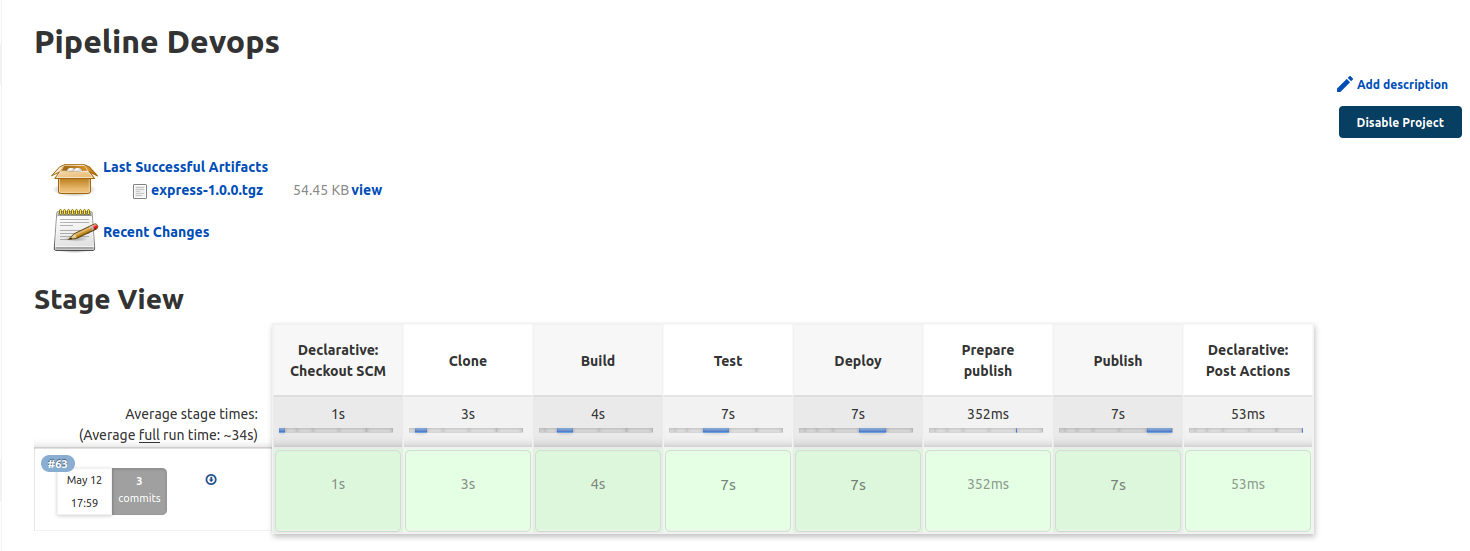 Pipeline Devops
Add description
Disable Project
Last Successful Artifacts
express-1.0.0.tgz 54.45 KB view
Recent Changes
Stage View
Declarative: Checkout SCM
Clone
Build
Test
Deploy
Prepare publish
Publish
Declarative: Post Actions
Average stage times:
(Average full run time: ~34s)
1s 3s 4s 7s 7s 352ms 7s 53ms
#63
May 12
17:59
3
commits
1s 3s 4s 7s 7s 352ms 7s 53ms